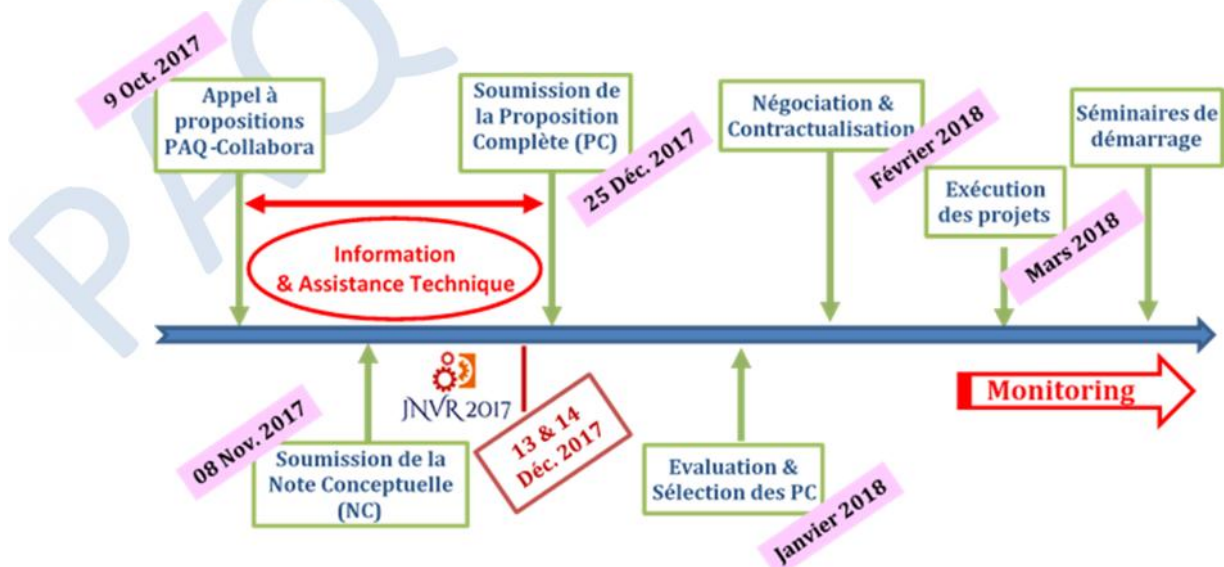 PAQ
9 Oct. 2017
Appel à
propositions
PAQ-Collabora
Soumission de
la Proposition
Complète (PC)
25 Déc. 2017
Négociation &
Contractualisation
Février 2018
Exécution
des projets
Mars 2018
Séminaires de
démarrage
Information
& Assistance Technique
08 Nov. 2017
Soumission de la
Note Conceptuelle
(NC)
JNVR 2017
13 & 14
Déc. 2017
Evaluation &
Sélection des PC
Janvier 2018
Monitoring